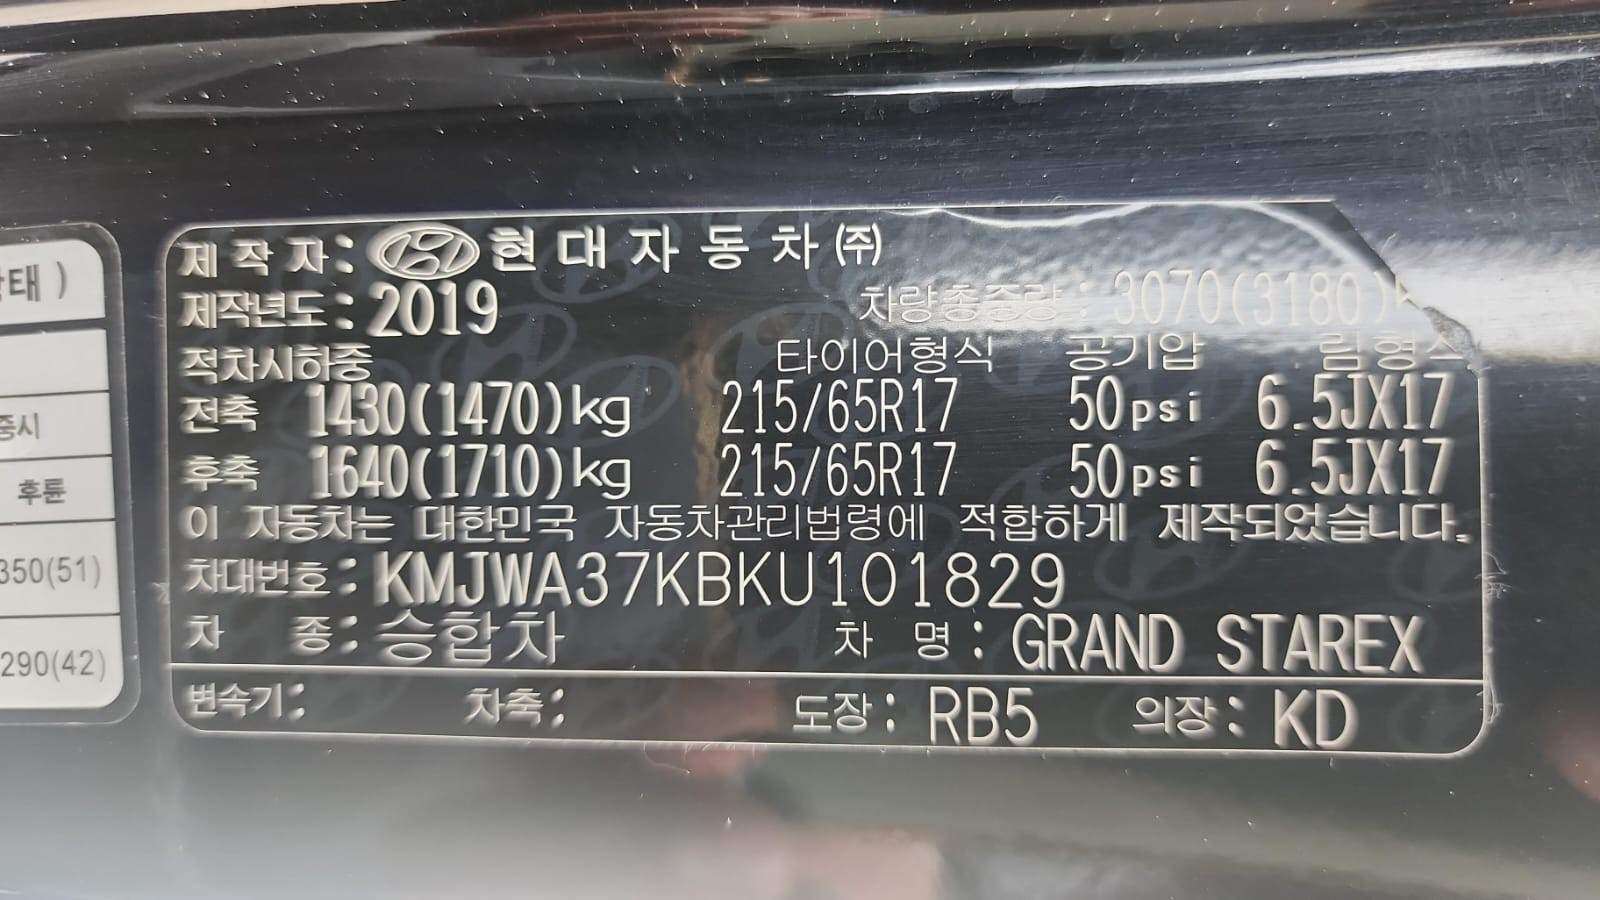 상태 )
중시
후륜
350(51)
290(42)
제 작 자: 현대자동차㈜
제작년도: 2019 차량총중량: 3070(3180)k
적차시하중 타이어형식 공기압 림형식
전축 1430(1470)kg 215/65R17 50psi 6.5JX17
후축 1640(1710)kg 215/65R17 50psi 6.5JX17
이 자동차는 대한민국 자동차관리법령에 적합하게 제작되었습니다.
차대번호: KMJWA37KBKU101829
차 종: 승합차 차 명: GRAND STAREX
변속기: 차축: 도장: RB5 의장: KD